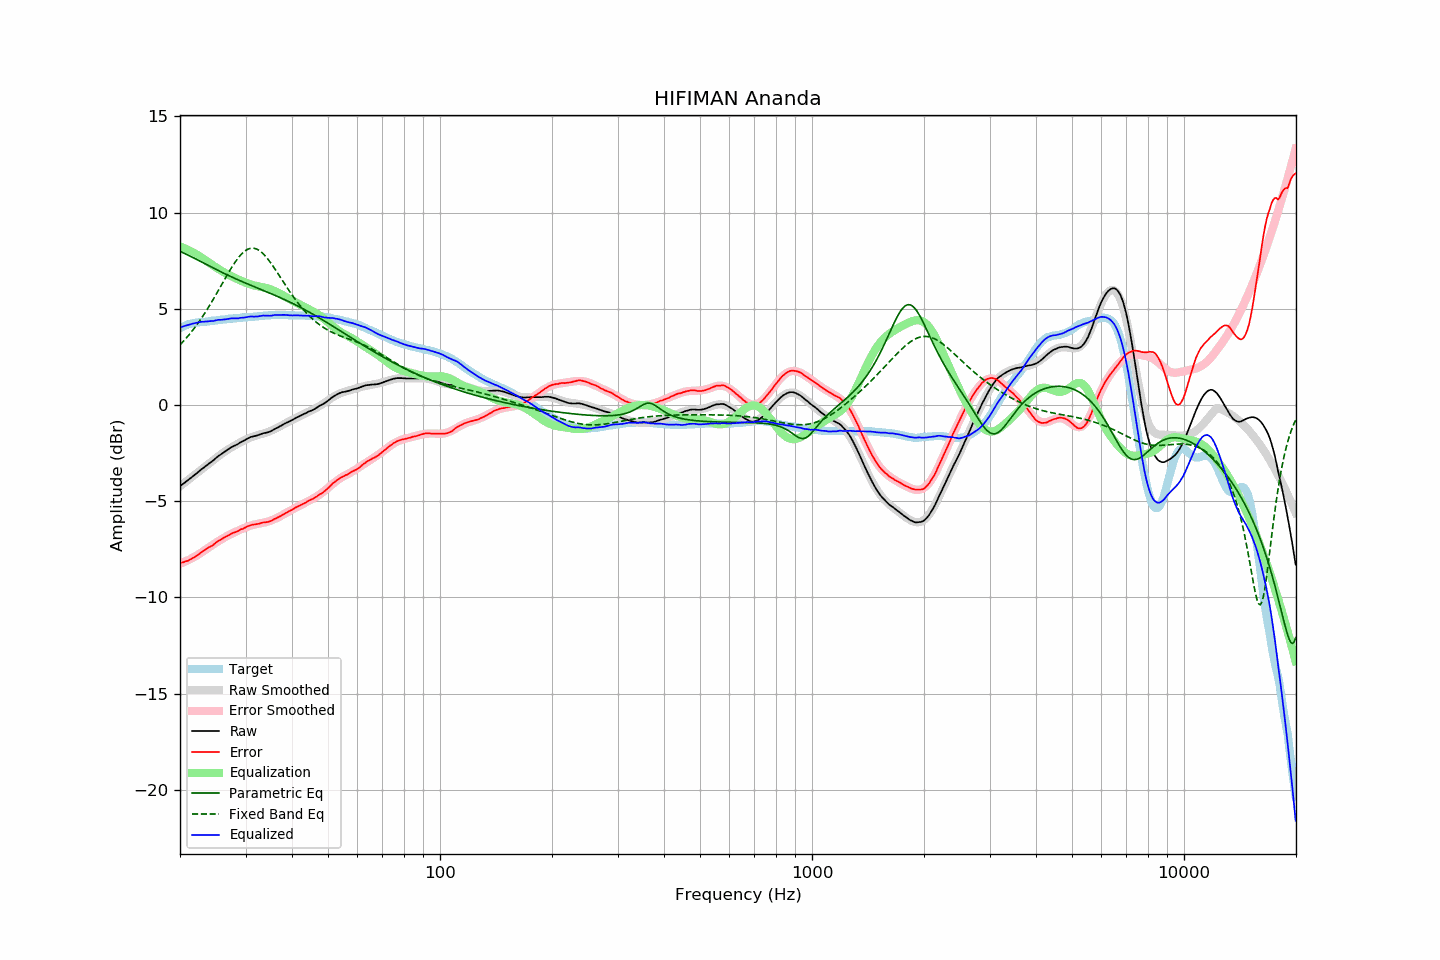 HIFIMAN Ananda
15
10
5
0
−5
−10
−15
−20
Amplitude (dBr)
Target
Raw Smoothed
Error Smoothed
Raw
Error
Equalization
Parametric Eq
Fixed Band Eq
Equalized
100
1000
10000
Frequency (Hz)